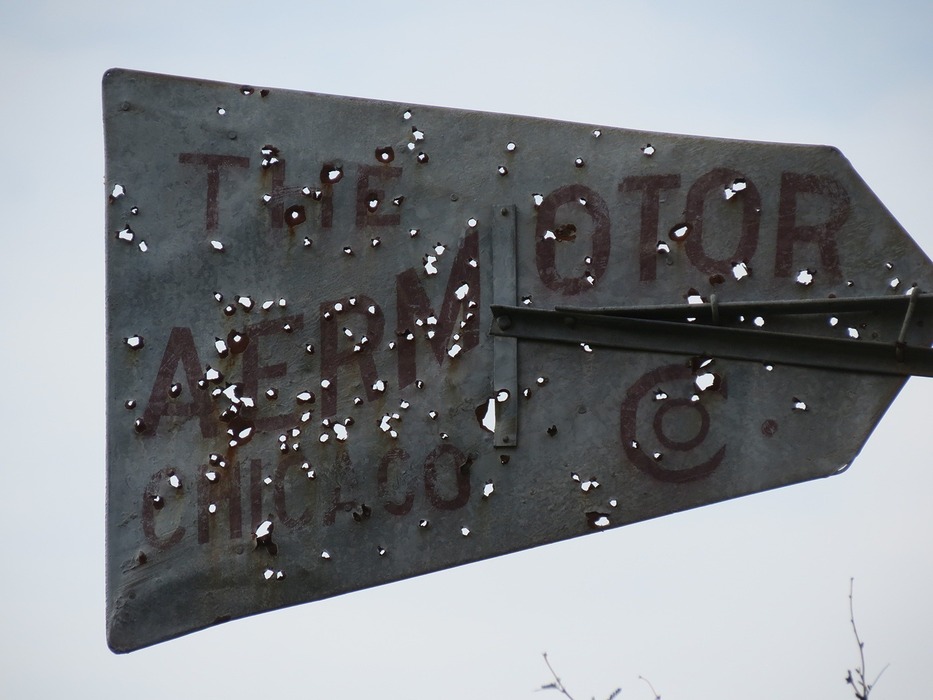 THE
AERMOTOR
CHICAGO Co